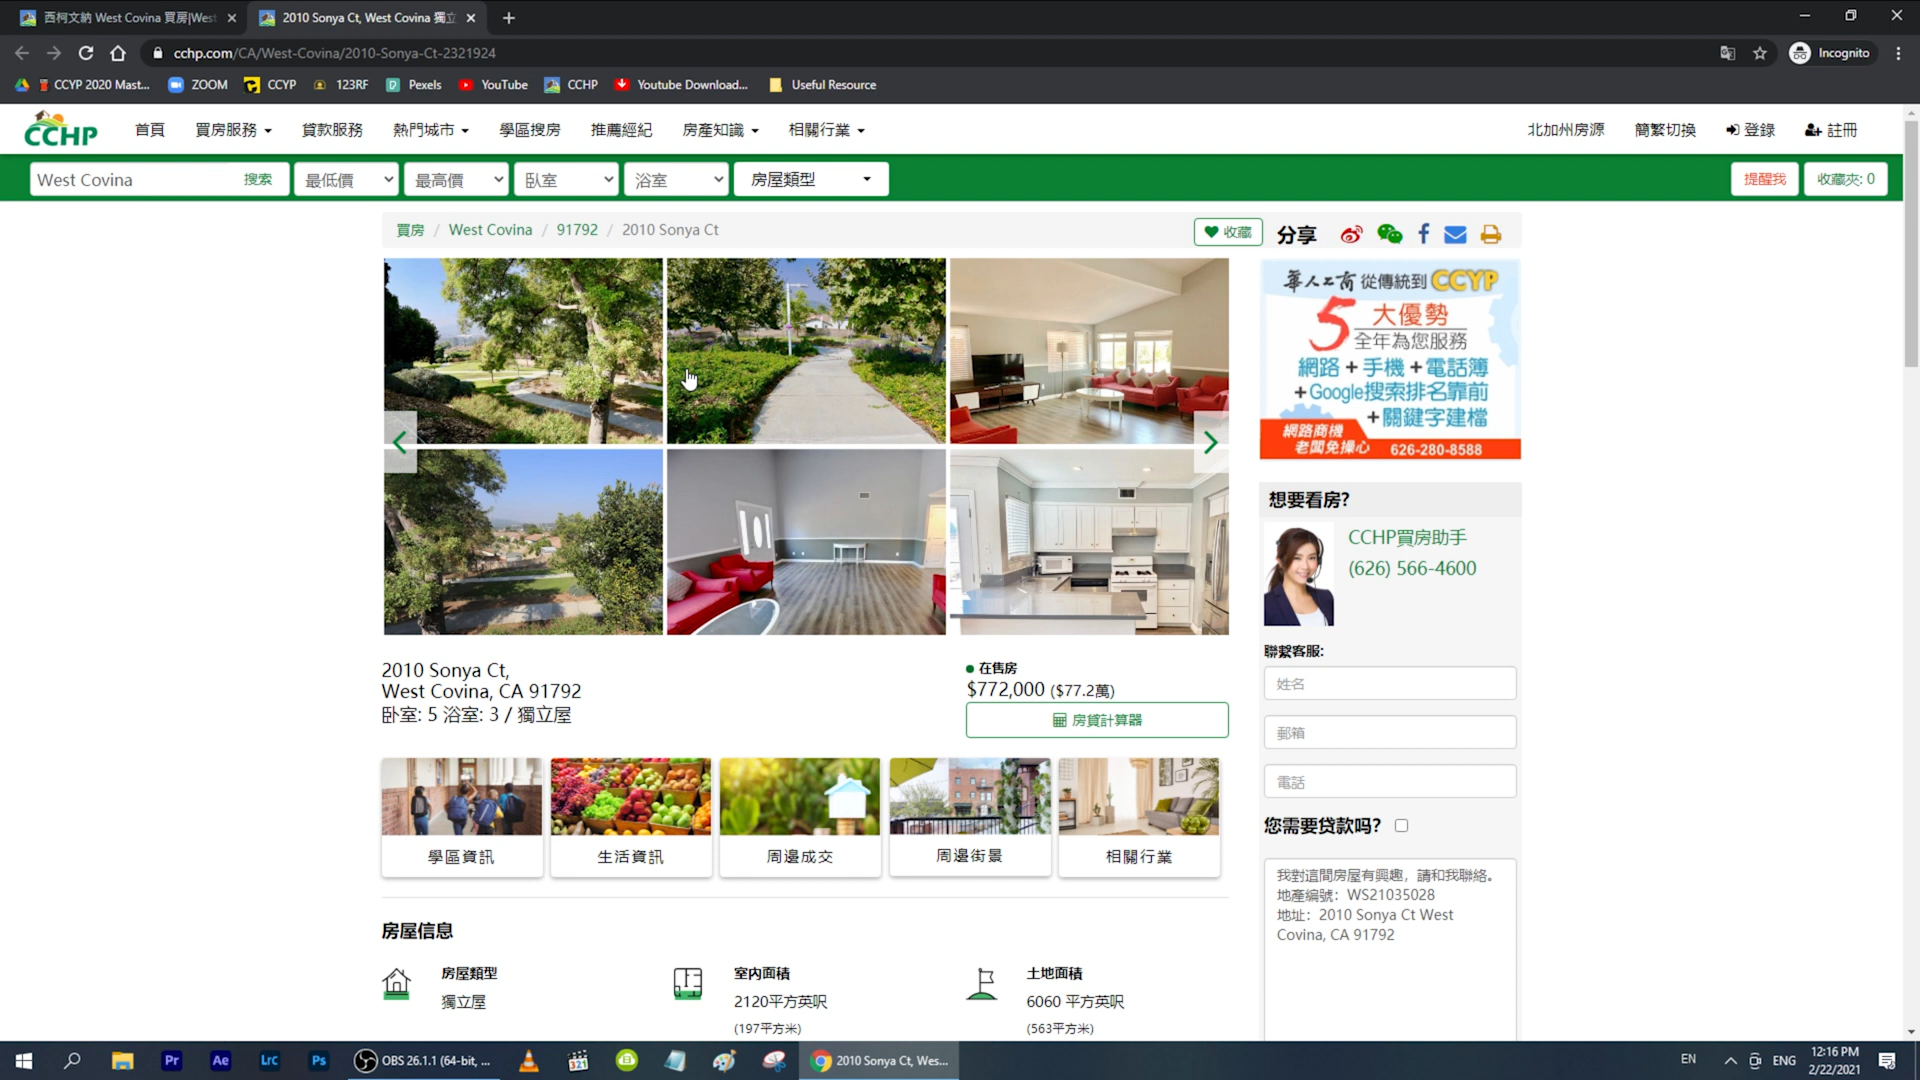 西柯文納 West Covina 買房|West
2010 Sonya Ct, West Covina 獨立
cchp.com/CA/West-Covina/2010-Sonya-Ct-2321924
Incognito
CCYP 2020 Mast...
ZOOM
CCYP
123RF
Pexels
YouTube
CCHP
Youtube Download...
Useful Resource
CCHP
首頁
買房服務
貸款服務
熱門城市
學區搜房
推薦經紀
房產知識
相關行業
北加州房源
簡繁切換
登錄
註冊
West Covina
搜索
最低價
最高價
卧室
浴室
房屋類型
提醒我
收藏夾: 0
買房 / West Covina / 91792 / 2010 Sonya Ct
收藏
分享
華人工商 從傳統到CCYP
5大優勢
全年為您服務
網路+手機+電話簿
+Google搜索排名靠前
+關鍵字建檔
網路商機
老闆免操心 626-280-8588
想要看房?
CCHP買房助手
(626) 566-4600
聯繫客服:
姓名
郵箱
電話
您需要贷款吗?
我對這間房屋有興趣，請和我聯絡。
地產編號：WS21035028
地址：2010 Sonya Ct West
Covina, CA 91792
2010 Sonya Ct,
West Covina, CA 91792
卧室: 5 浴室: 3 / 獨立屋
在售房
$772,000 ($77.2萬)
房貸計算器
學區資訊
生活資訊
周邊成交
周邊街景
相關行業
房屋信息
房屋類型
獨立屋
室內面積
2120平方英呎
(197平方米)
土地面積
6060 平方英呎
(563平方米)
Pr
Ae
Lrc
Ps
OBS 26.1.1 (64-bit, ...
321
2010 Sonya Ct, Wes...
EN
ENG
12:16 PM
2/22/2021